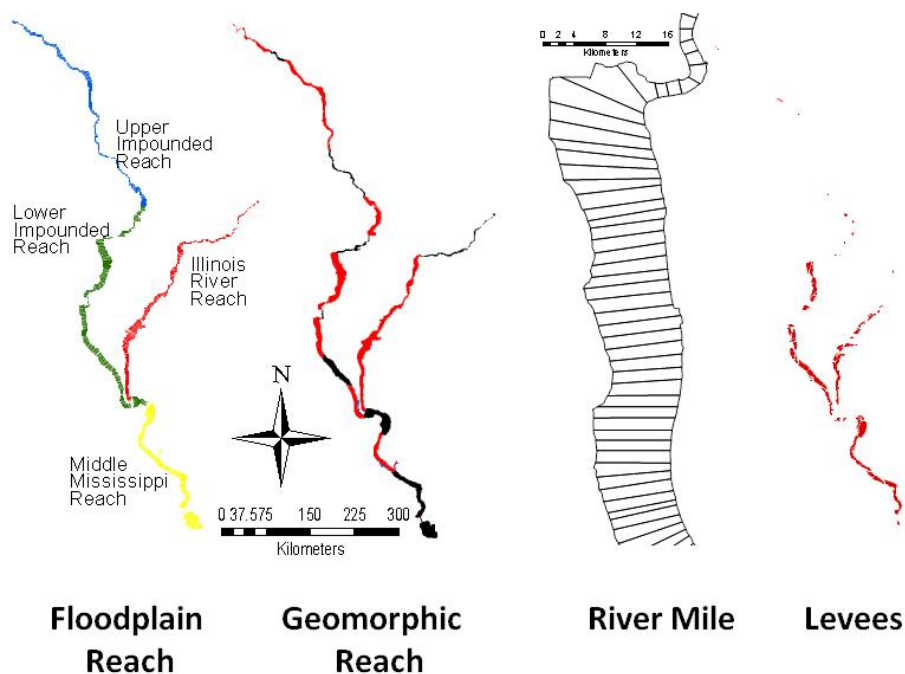 0 2 4 8 12 16
Kilometers
Upper
Impounded
Reach
Lower
Impounded
Reach
Illinois
River
Reach
N
Middle
Mississippi
Reach
0 37.575 150 225 300
Kilometers
Floodplain
Reach
Geomorphic
Reach
River Mile
Levees